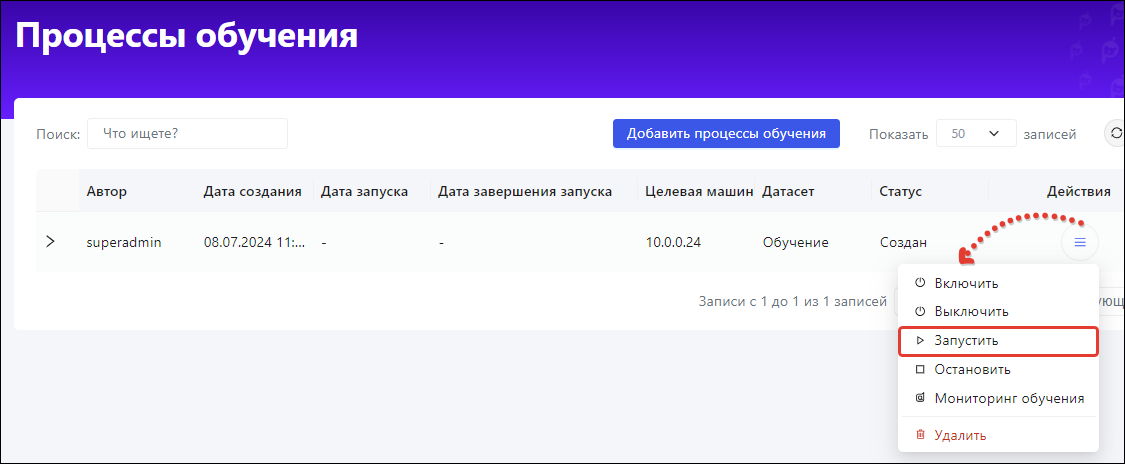 Процессы обучения
Поиск: Что ищете? Добавить процессы обучения Показать 50 записей
Автор Дата создания Дата запуска Дата завершения запуска Целевая машин Датасет Статус Действия
superadmin 08.07.2024 11:... - - 10.0.0.24 Обучение Создан
Включить
Записи с 1 до 1 из 1 записей
Выключить
Запустить
Остановить
Мониторинг обучения
Удалить